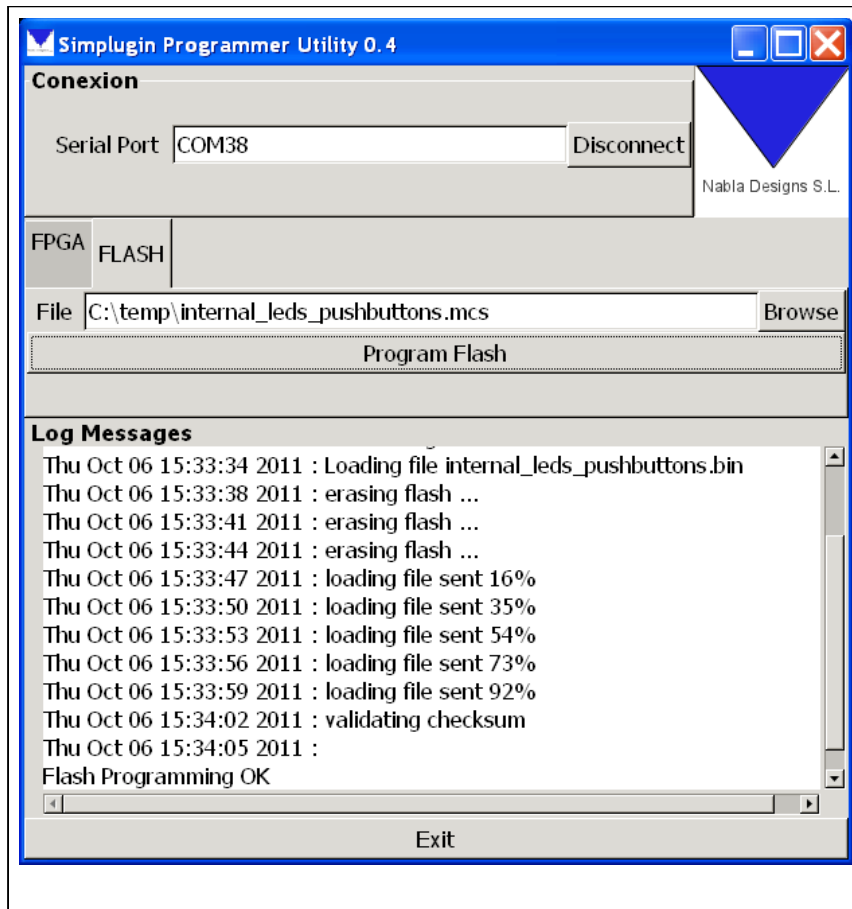 Simplugin Programmer Utility 0.4
Conexion
Serial Port COM38 Disconnect
Nabla Designs S.L.
FPGA FLASH
File C:\temp\internal_leds_pushbuttons.mcs Browse
Program Flash
Log Messages
Thu Oct 06 15:33:34 2011 : Loading file internal_leds_pushbuttons.bin
Thu Oct 06 15:33:38 2011 : erasing flash ...
Thu Oct 06 15:33:41 2011 : erasing flash ...
Thu Oct 06 15:33:44 2011 : erasing flash ...
Thu Oct 06 15:33:47 2011 : loading file sent 16%
Thu Oct 06 15:33:50 2011 : loading file sent 35%
Thu Oct 06 15:33:53 2011 : loading file sent 54%
Thu Oct 06 15:33:56 2011 : loading file sent 73%
Thu Oct 06 15:33:59 2011 : loading file sent 92%
Thu Oct 06 15:34:02 2011 : validating checksum
Thu Oct 06 15:34:05 2011 :
Flash Programming OK
Exit